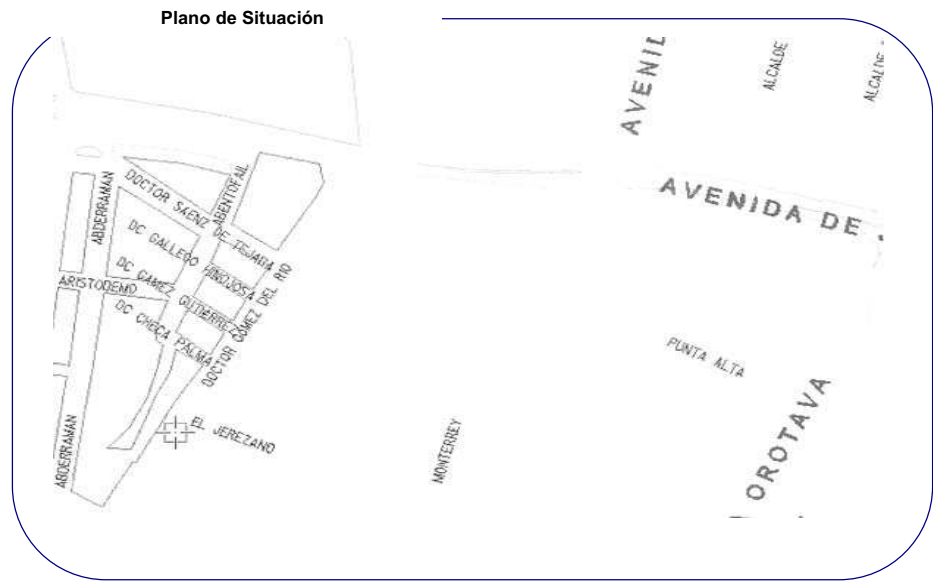 Plano de Situación
AVENID
ALCALDE
ALCALDE
AVENIDA DE
ABDERRAMAN
DOCTOR SAENZ DE TEJADA
ABENTOFAIL
DC GALLEGO HINOJOSA
DC GAMEZ GUTIERREZ
ARISTODEMO
DC CHECA PALMA
DOCTOR GOMEZ DEL RIO
PUNTA ALTA
EL JEREZANO
ABDERRAMAN
MONTERREY
OROTAVA